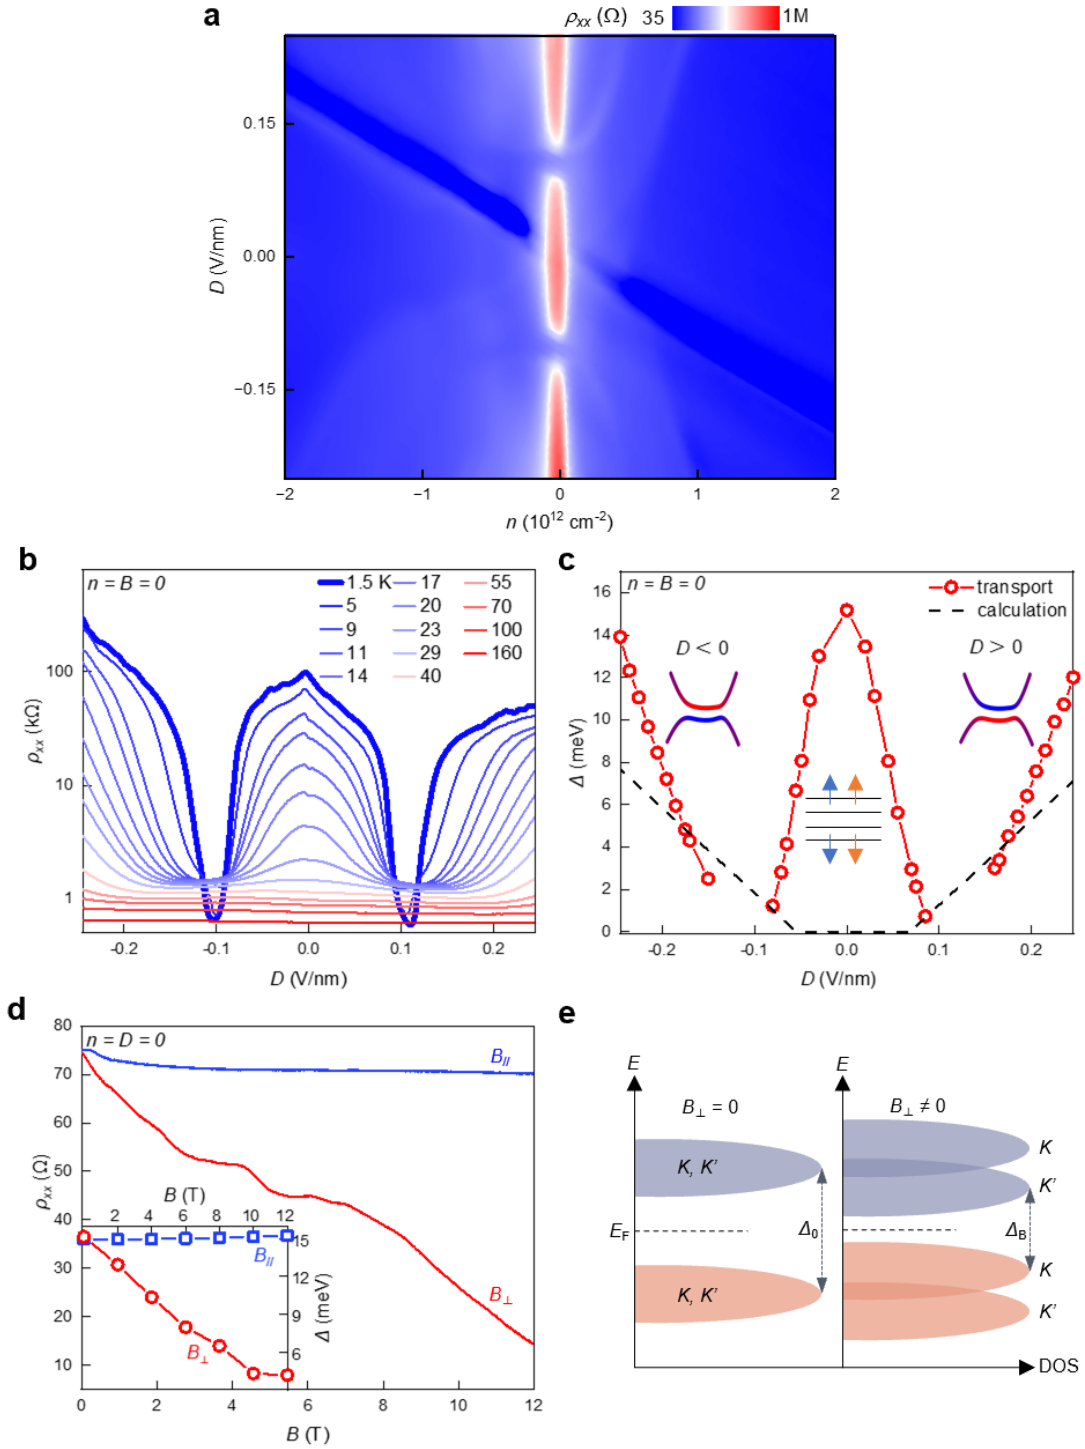 a
ρxx (Ω) 35 1M
0.15
0.00
−0.15
D (V/nm)
−2 −1 0 1 2
n (10¹² cm⁻²)
b
n = B = 0
1.5 K 17 55
5 20 70
9 23 100
11 29 160
14 40
100
10
1
ρxx (kΩ)
-0.2 -0.1 0.0 0.1 0.2
D (V/nm)
c
n = B = 0
transport
calculation
D < 0 D > 0
16
14
12
10
8
6
4
2
0
Δ (meV)
-0.2 -0.1 0.0 0.1 0.2
D (V/nm)
d
n = D = 0
80
70
60
50
40
30
20
10
ρxx (Ω)
B//
B⊥
B (T)
2 4 6 8 10 12
15
12
9
6
Δ (meV)
B//
B⊥
0 2 4 6 8 10 12
B (T)
e
E E
B⊥ = 0 B⊥ ≠ 0
K
K, K′
K′
EF
Δ0 ΔB
K
K, K′
K′
DOS